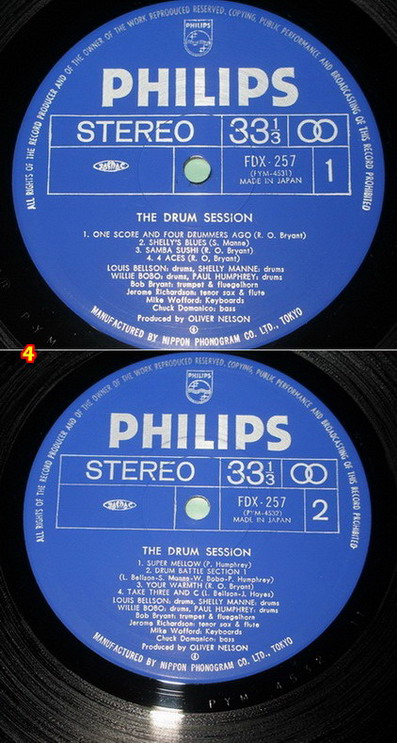 ALL RIGHTS OF THE RECORD PRODUCER AND OF THE OWNER OF THE WORK REPRODUCED RESERVED. COPYING, PUBLIC PERFORMANCE AND BROADCASTING OF THIS RECORD PROHIBITED
PHILIPS
PHILIPS
STEREO 33 1/3
FDX-257
(FYM-4531)
MADE IN JAPAN
1
THE DRUM SESSION
1. ONE SCORE AND FOUR DRUMMERS AGO (R. O. Bryant)
2. SHELLY'S BLUES (S. Manne)
3. SAMBA SUSHI (R. O. Bryant)
4. 4 ACES (R. O. Bryant)
LOUIS BELLSON: drums, SHELLY MANNE: drums
WILLIE BOBO: drums, PAUL HUMPHREY: drums
Bob Bryant: trumpet & fluegelhorn
Jerome Richardson: tenor sax & flute
Mike Wofford: Keyboards
Chuck Domanico: bass
Produced by OLIVER NELSON
MANUFACTURED BY NIPPON PHONOGRAM CO. LTD., TOKYO
4
ALL RIGHTS OF THE RECORD PRODUCER AND OF THE OWNER OF THE WORK REPRODUCED RESERVED. COPYING, PUBLIC PERFORMANCE AND BROADCASTING OF THIS RECORD PROHIBITED
PHILIPS
PHILIPS
STEREO 33 1/3
FDX-257
(PYM-4532)
MADE IN JAPAN
2
THE DRUM SESSION
1. SUPER MELLOW (P. Humphrey)
2. DRUM BATTLE SECTION 1
(L. Bellson-S. Manne-W. Bobo-P. Humphrey)
3. YOUR WARMTH (R. O. Bryant)
4. TAKE THREE AND C (L. Bellson-J. Hayes)
LOUIS BELLSON: drums, SHELLY MANNE: drums
WILLIE BOBO: drums, PAUL HUMPHREY: drums
Bob Bryant: trumpet & fluegelhorn
Jerome Richardson: tenor sax & flute
Mike Wofford: Keyboards
Chuck Domanico: bass
Produced by OLIVER NELSON
MANUFACTURED BY NIPPON PHONOGRAM CO. LTD., TOKYO
PYM 4532